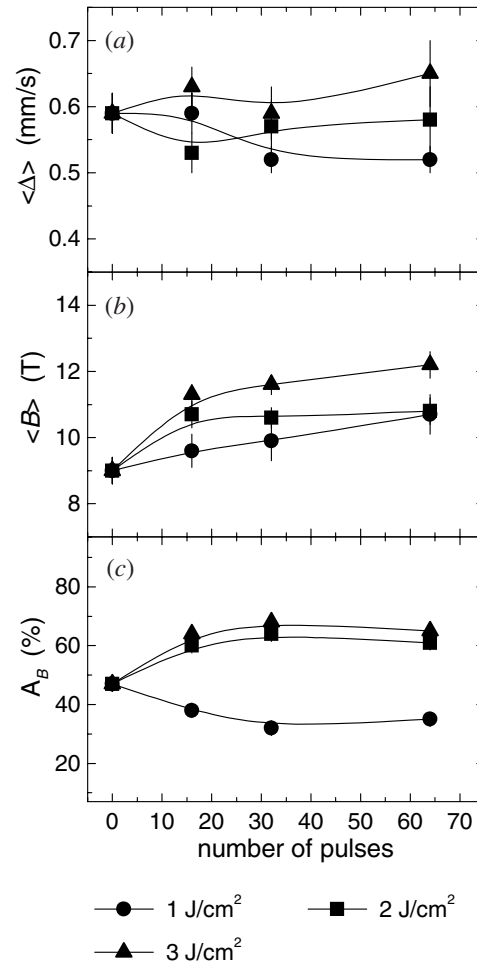 (a)
0.7
0.6
0.5
0.4
<Δ> (mm/s)
(b)
14
12
10
8
<B> (T)
(c)
80
60
40
20
A_B (%)
0 10 20 30 40 50 60 70
number of pulses
1 J/cm² 2 J/cm²
3 J/cm²